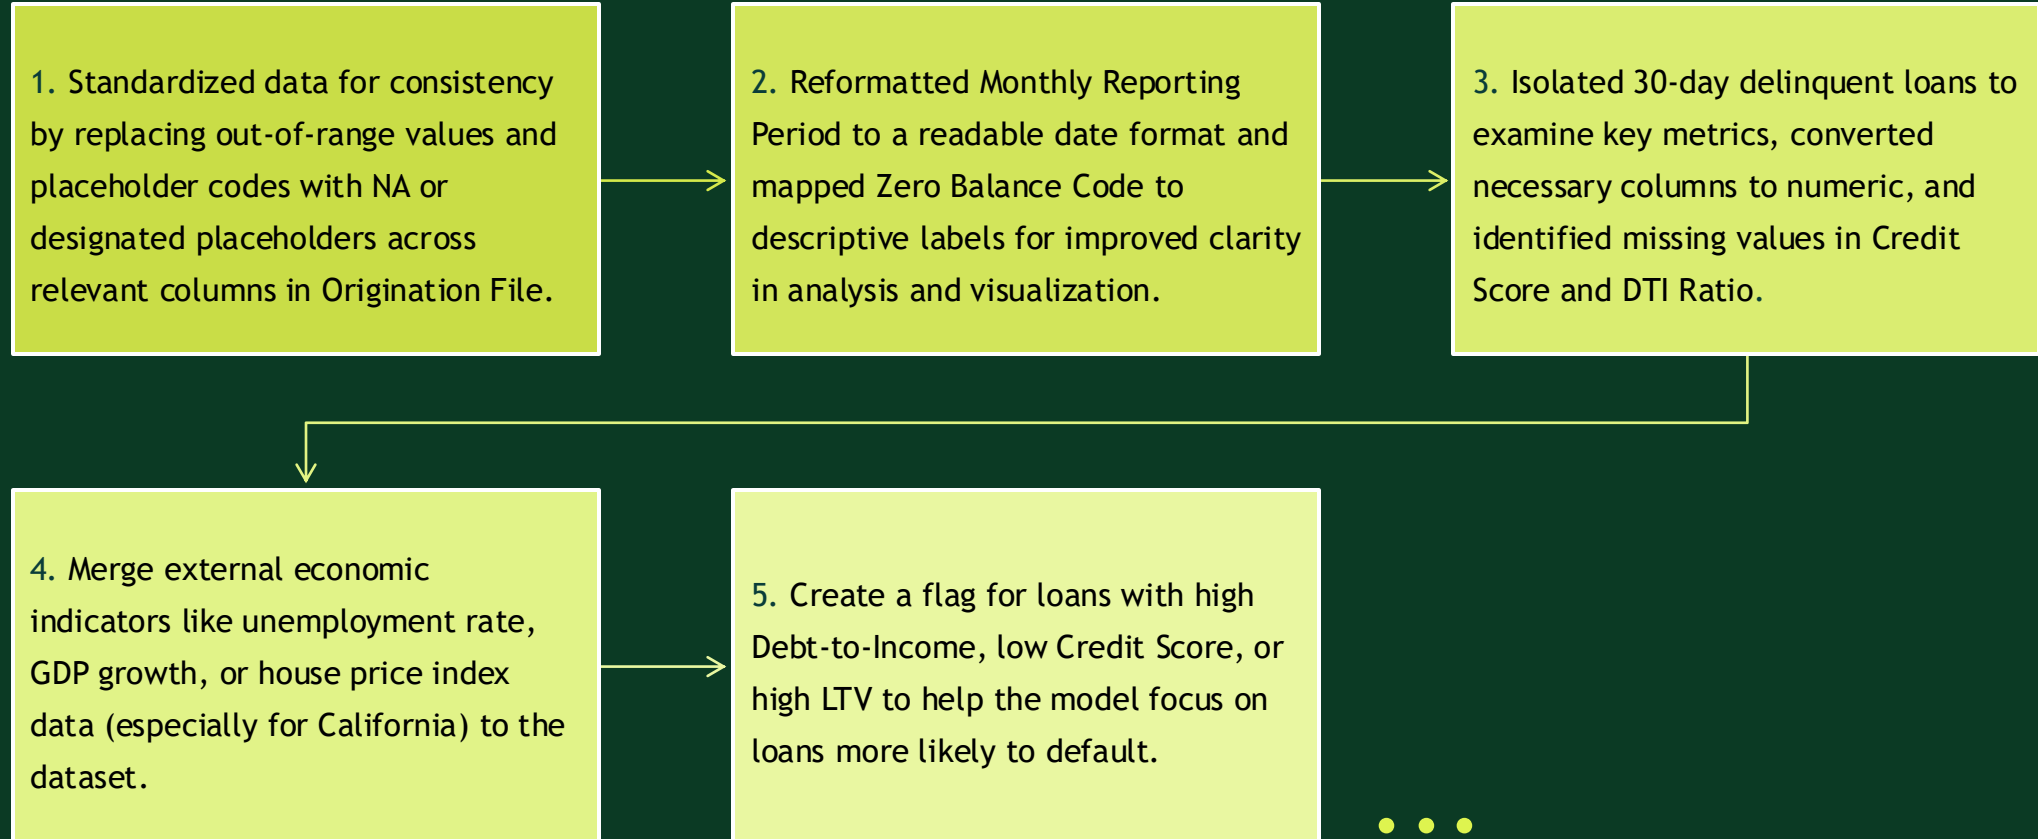 1. Standardized data for consistency
by replacing out-of-range values and
placeholder codes with NA or
designated placeholders across
relevant columns in Origination File.
2. Reformatted Monthly Reporting
Period to a readable date format and
mapped Zero Balance Code to
descriptive labels for improved clarity
in analysis and visualization.
3. Isolated 30-day delinquent loans to
examine key metrics, converted
necessary columns to numeric, and
identified missing values in Credit
Score and DTI Ratio.
4. Merge external economic
indicators like unemployment rate,
GDP growth, or house price index
data (especially for California) to the
dataset.
5. Create a flag for loans with high
Debt-to-Income, low Credit Score, or
high LTV to help the model focus on
loans more likely to default.